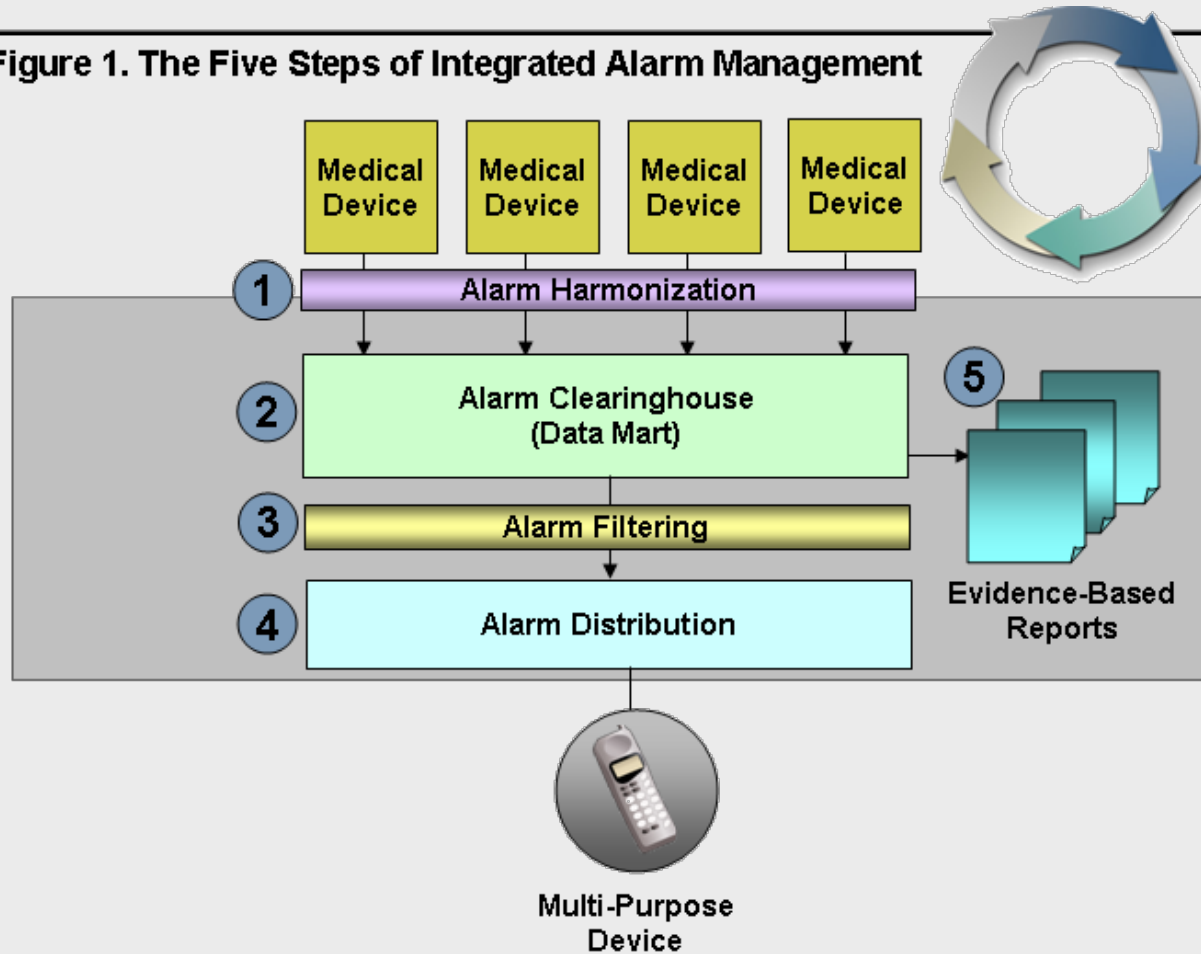 Figure 1. The Five Steps of Integrated Alarm Management
Medical
Device
Medical
Device
Medical
Device
Medical
Device
1
Alarm Harmonization
2
Alarm Clearinghouse
(Data Mart)
5
3
Alarm Filtering
Evidence-Based
Reports
4
Alarm Distribution
Multi-Purpose
Device